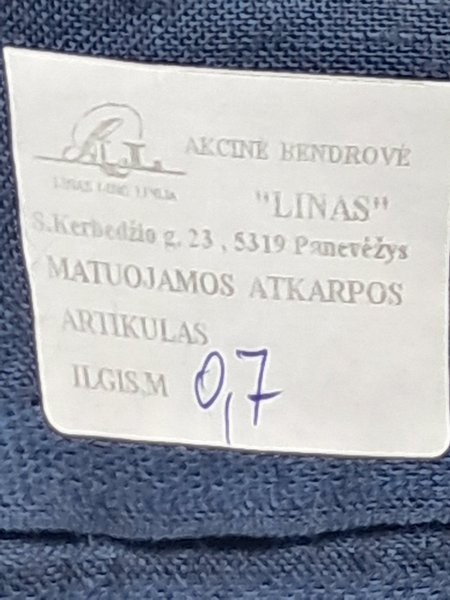 AKCINĖ BENDROVĖ
"LINAS"
S.Kerbedžio g. 23 , 5319 Panevėžys
MATUOJAMOS ATKARPOS
ARTIKULAS
ILGIS,M 0,7